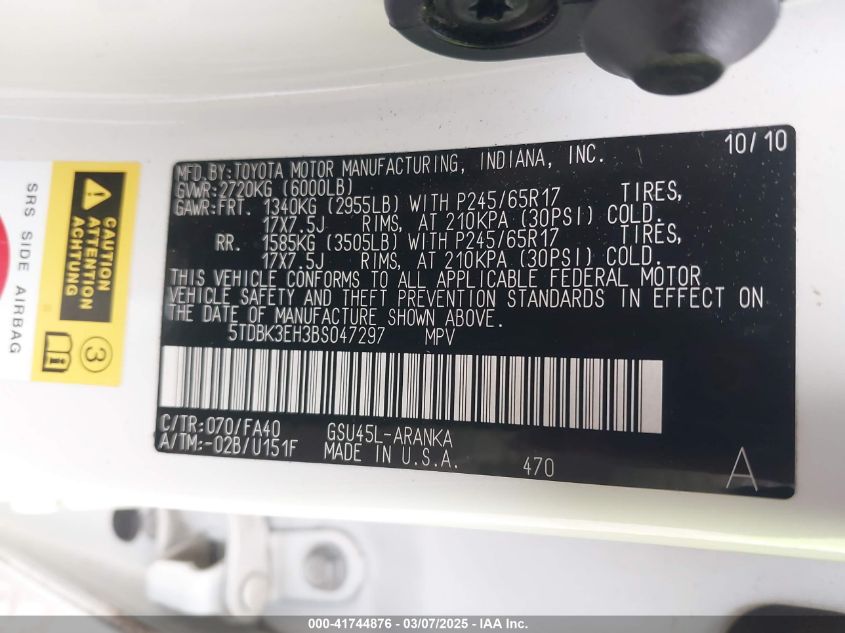 MFD.BY:TOYOTA MOTOR MANUFACTURING, INDIANA, INC. 10/10
GVWR:2720KG (6000LB)
GAWR:FRT. 1340KG (2955LB) WITH P245/65R17 TIRES,
17X7.5J RIMS, AT 210KPA (30PSI) COLD.
RR. 1585KG (3505LB) WITH P245/65R17 TIRES,
17X7.5J RIMS, AT 210KPA (30PSI) COLD.
THIS VEHICLE CONFORMS TO ALL APPLICABLE FEDERAL MOTOR
VEHICLE SAFETY AND THEFT PREVENTION STANDARDS IN EFFECT ON
THE DATE OF MANUFACTURE SHOWN ABOVE.
5TDBK3EH3BS047297 MPV
C/TR:070/FA40 GSU45L-ARANKA
A/TM:-02B/U151F MADE IN U.S.A. 470 A
SRS SIDE AIRBAG
CAUTION
ATTENTION
ACHTUNG
3
000-41744876 — 03/07/2025 — IAA Inc.